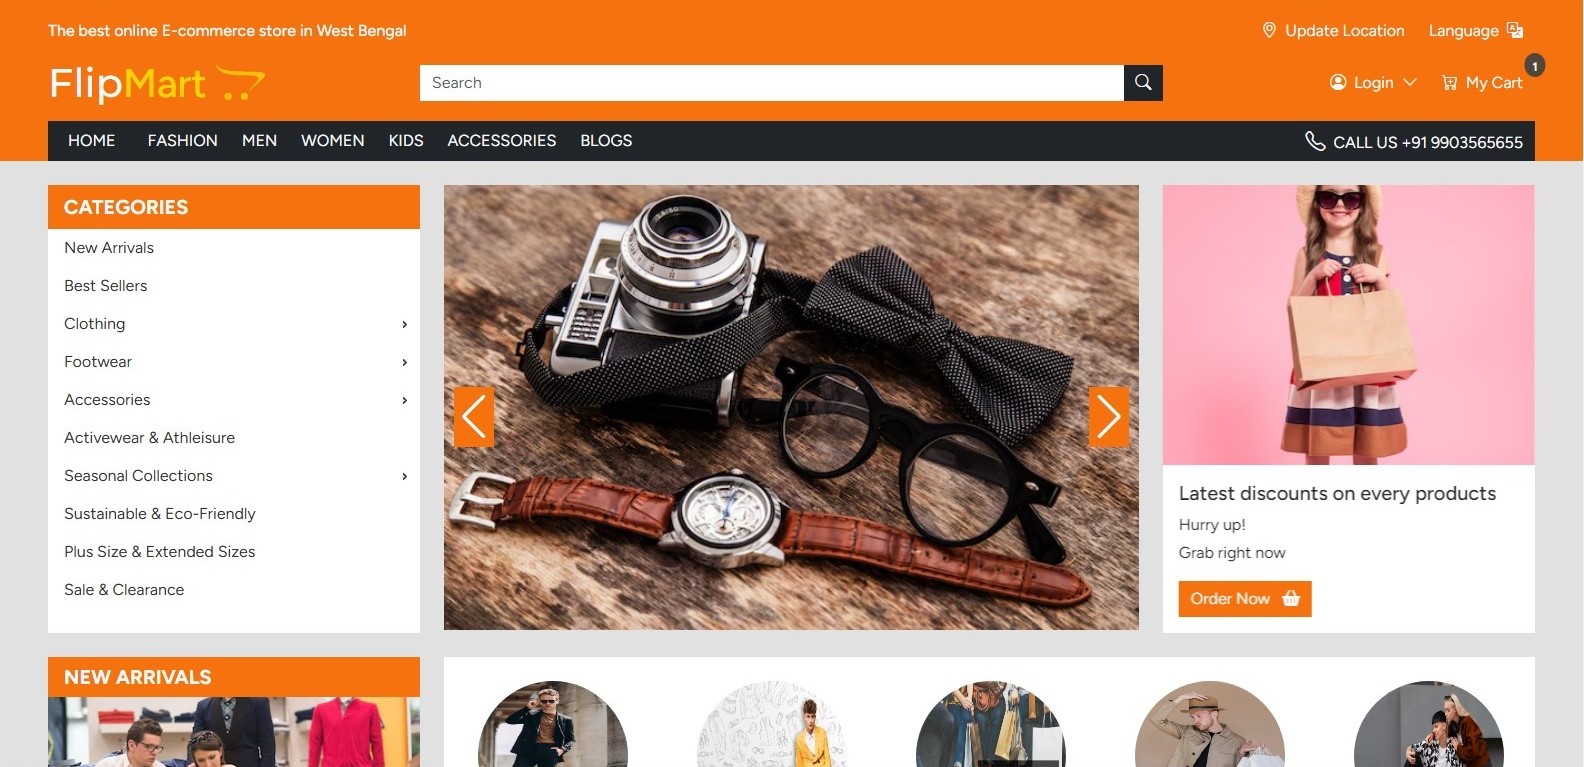 The best online E-commerce store in West Bengal
Update Location
Language
FlipMart
Search
Login
My Cart
1
HOME
FASHION
MEN
WOMEN
KIDS
ACCESSORIES
BLOGS
CALL US +91 9903565655
CATEGORIES
New Arrivals
Best Sellers
Clothing
Footwear
Accessories
Activewear & Athleisure
Seasonal Collections
Sustainable & Eco-Friendly
Plus Size & Extended Sizes
Sale & Clearance
Latest discounts on every products
Hurry up!
Grab right now
Order Now
NEW ARRIVALS